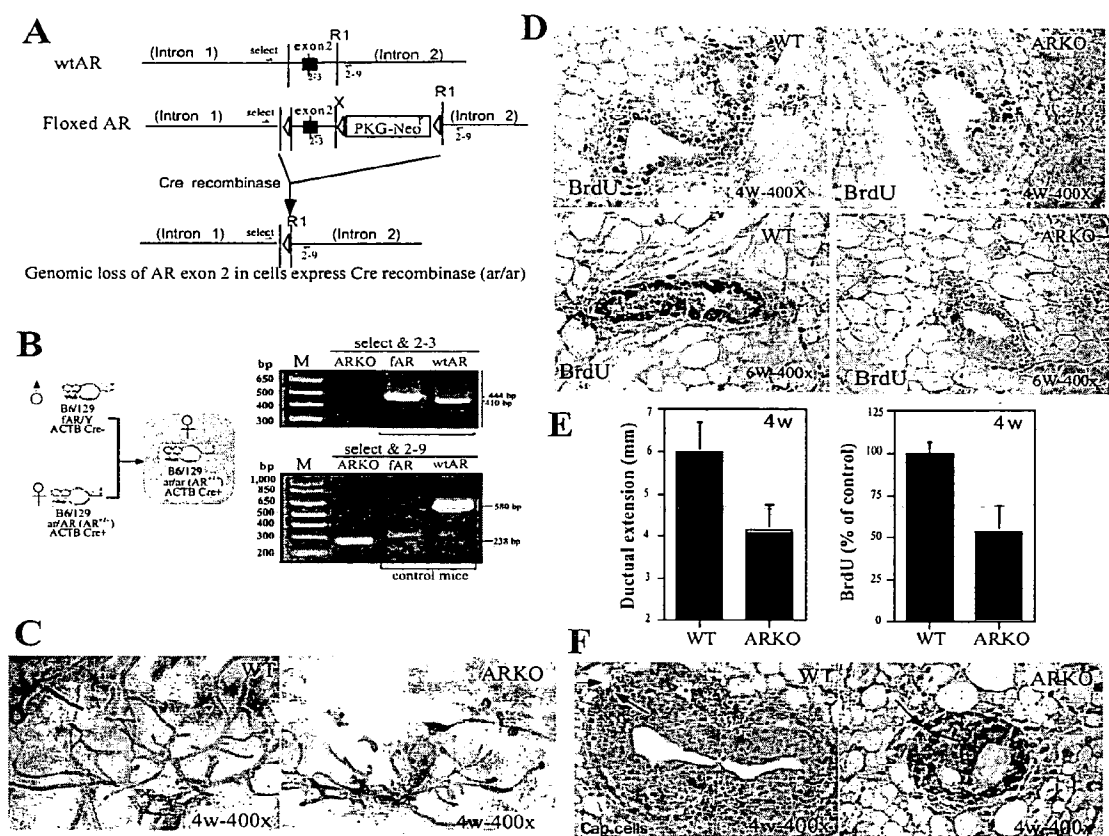 A
wtAR
(Intron 1)
select
exon2
2-3
R1
(Intron 2)
2-9
Floxed AR
(Intron 1)
select
exon2
2-3
X
PKG-Neo
R1
(Intron 2)
2-9
Cre recombinase
(Intron 1)
select
R1
(Intron 2)
2-9
Genomic loss of AR exon 2 in cells express Cre recombinase (ar/ar)
B
♂
B6/129
fAR/Y
ACTB Cre-
♀
B6/129
ar/AR (AR+/-)
ACTB Cre+
♀
B6/129
ACTB Cre+
select & 2-3
bp M ARKO fAR wtAR
650
500
400
300
444 bp
410 bp
select & 2-9
bp M ARKO fAR wtAR
1,000
850
650
500
400
300
200
580 bp
238 bp
control mice
C
WT
4w-400x
ARKO
4w-400x
D
WT
BrdU
4W-400X
ARKO
BrdU
4W-400X
WT
BrdU
6W-400x
ARKO
BrdU
6W-400x
E
4w
Ductual extension (mm)
7
6
5
4
3
2
WT ARKO
4w
BrdU (% of control)
125
100
75
50
25
0
WT ARKO
F
WT
Cap cells
4w-400x
ARKO
4w-400x